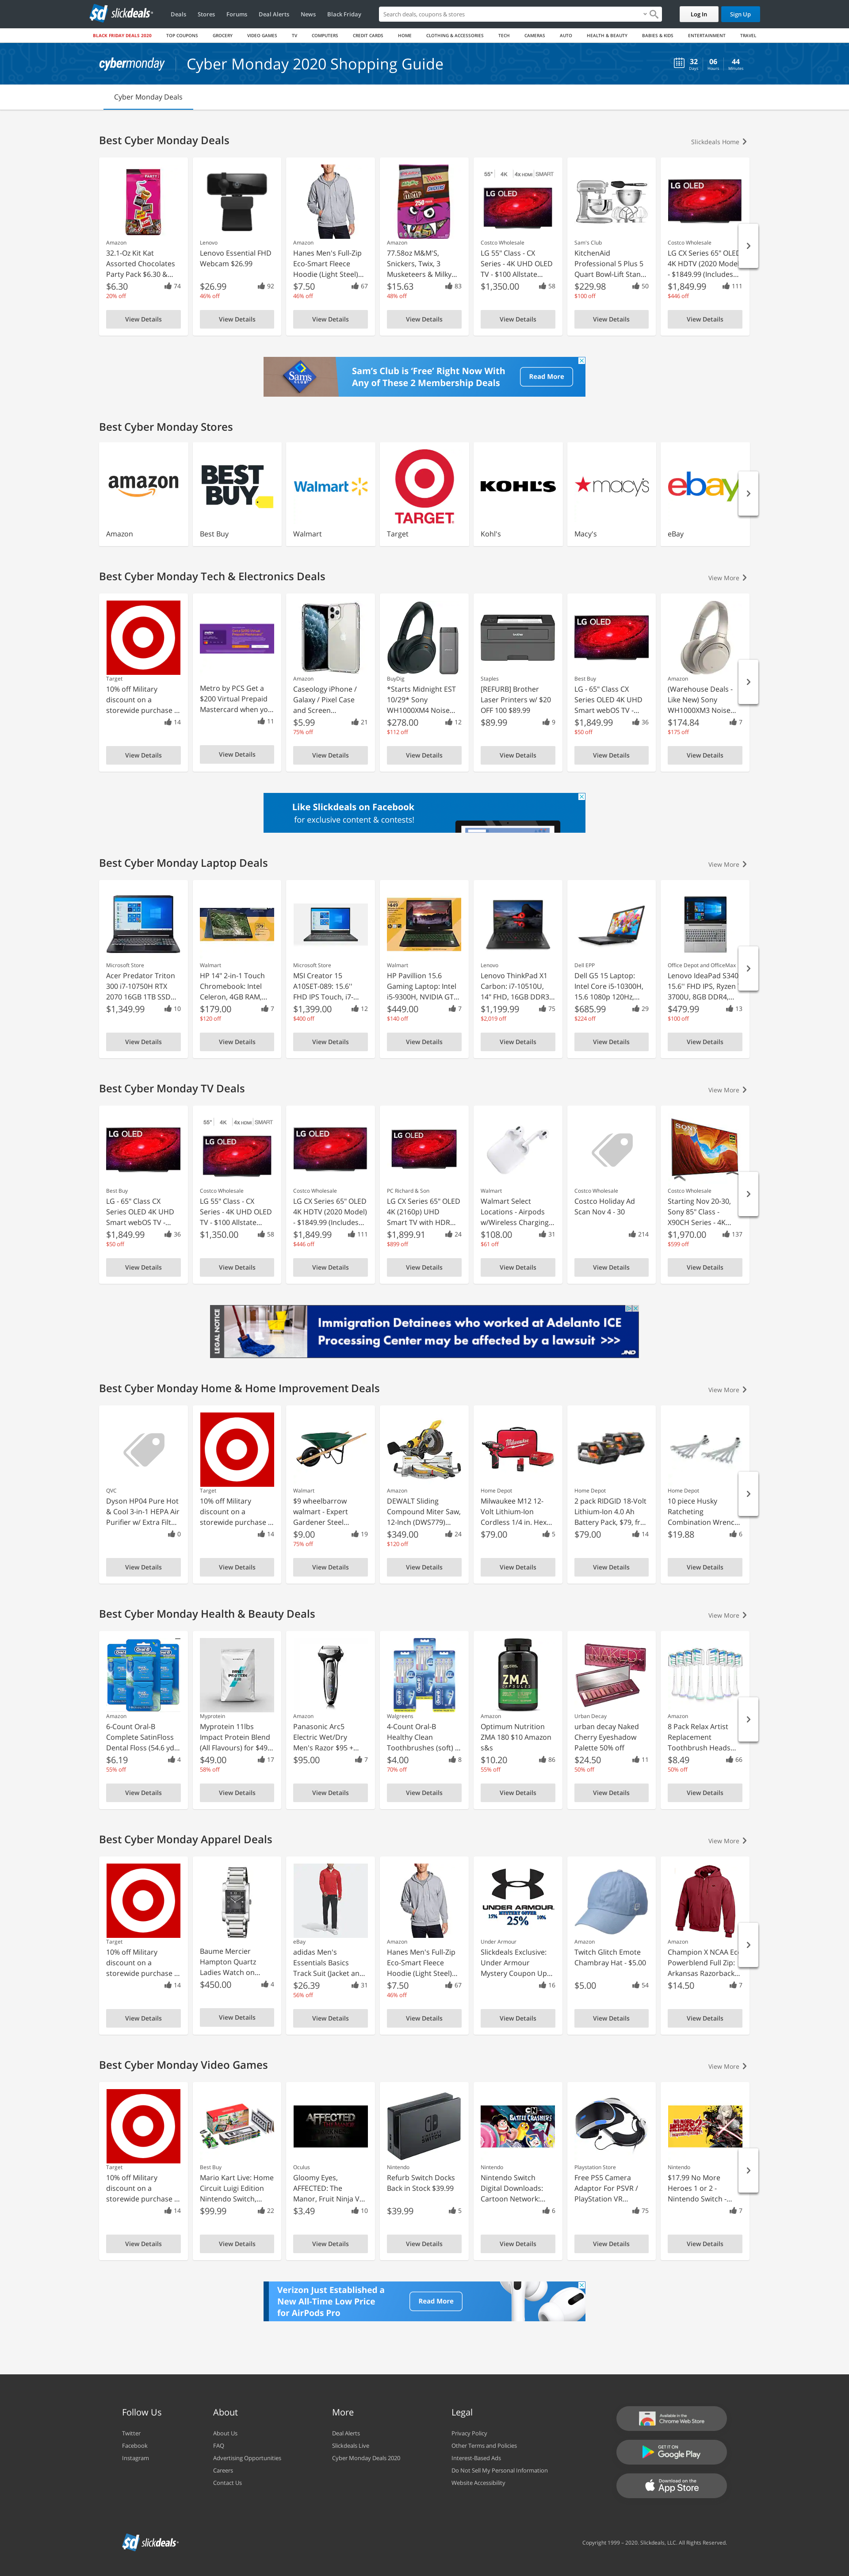 sd slickdeals
Deals
Stores
Forums
Deal Alerts
News
Black Friday
Search deals, coupons & stores
Log In
Sign Up
BLACK FRIDAY DEALS 2020
TOP COUPONS
GROCERY
VIDEO GAMES
TV
COMPUTERS
CREDIT CARDS
HOME
CLOTHING & ACCESSORIES
TECH
CAMERAS
AUTO
HEALTH & BEAUTY
BABIES & KIDS
ENTERTAINMENT
TRAVEL
cybermonday
Cyber Monday 2020 Shopping Guide
32 06 44
Days Hours Minutes
Cyber Monday Deals
Best Cyber Monday Deals
Slickdeals Home
Amazon
32.1-Oz Kit Kat
Assorted Chocolates
Party Pack $6.30 &...
$6.30 74
20% off
View Details
Lenovo
Lenovo Essential FHD
Webcam $26.99
$26.99 92
46% off
View Details
Amazon
Hanes Men's Full-Zip
Eco-Smart Fleece
Hoodie (Light Steel)...
$7.50 67
46% off
View Details
Amazon
77.58oz M&M'S,
Snickers, Twix, 3
Musketeers & Milky...
$15.63 83
48% off
View Details
55" 4K 4K HDMI SMART
LG OLED
Costco Wholesale
LG 55" Class - CX
Series - 4K UHD OLED
TV - $100 Allstate...
$1,350.00 58
View Details
Sam's Club
KitchenAid
Professional 5 Plus 5
Quart Bowl-Lift Stan...
$229.98 50
$100 off
View Details
LG OLED
Costco Wholesale
LG CX Series 65" OLED
4K HDTV (2020 Model)
- $1849.99 (Includes...
$1,849.99 111
$446 off
View Details
Sam's Club is 'Free' Right Now With
Any of These 2 Membership Deals
Read More
Best Cyber Monday Stores
amazon
Amazon
BEST BUY
Best Buy
Walmart
Walmart
TARGET
Target
KOHL'S
Kohl's
macy's
Macy's
ebay
eBay
Best Cyber Monday Tech & Electronics Deals
View More
Target
10% off Military
discount on a
storewide purchase ...
14
View Details
Metro by PCS Get a
$200 Virtual Prepaid
Mastercard when yo...
11
View Details
Amazon
Caseology iPhone /
Galaxy / Pixel Case
and Screen...
$5.99 21
75% off
View Details
BuyDig
*Starts Midnight EST
10/29* Sony
WH1000XM4 Noise...
$278.00 12
$112 off
View Details
Staples
[REFURB] Brother
Laser Printers w/ $20
OFF 100 $89.99
$89.99 9
View Details
LG OLED
Best Buy
LG - 65" Class CX
Series OLED 4K UHD
Smart webOS TV -...
$1,849.99 36
$50 off
View Details
Amazon
(Warehouse Deals -
Like New) Sony
WH1000XM3 Noise...
$174.84 7
$175 off
View Details
Like Slickdeals on Facebook
for exclusive content & contests!
Best Cyber Monday Laptop Deals
View More
Microsoft Store
Acer Predator Triton
300 i7-10750H RTX
2070 16GB 1TB SSD...
$1,349.99 10
View Details
Walmart
HP 14" 2-in-1 Touch
Chromebook: Intel
Celeron, 4GB RAM,...
$179.00 7
$120 off
View Details
Microsoft Store
MSI Creator 15
A10SET-089: 15.6''
FHD IPS Touch, i7-...
$1,399.00 12
$400 off
View Details
Walmart
HP Pavillion 15.6
Gaming Laptop: Intel
i5-9300H, NVIDIA GT...
$449.00 7
$140 off
View Details
Lenovo
Lenovo ThinkPad X1
Carbon: i7-10510U,
14" FHD, 16GB DDR3...
$1,199.99 75
$2,019 off
View Details
Dell EPP
Dell G5 15 Laptop:
Intel Core i5-10300H,
15.6 1080p 120Hz,...
$685.99 29
$224 off
View Details
Office Depot and OfficeMax
Lenovo IdeaPad S340
15.6'' FHD IPS, Ryzen
3700U, 8GB DDR4,...
$479.99 13
$100 off
View Details
Best Cyber Monday TV Deals
View More
LG OLED
Best Buy
LG - 65" Class CX
Series OLED 4K UHD
Smart webOS TV -...
$1,849.99 36
$50 off
View Details
55" 4K 4K HDMI SMART
LG OLED
Costco Wholesale
LG 55" Class - CX
Series - 4K UHD OLED
TV - $100 Allstate...
$1,350.00 58
View Details
LG OLED
Costco Wholesale
LG CX Series 65" OLED
4K HDTV (2020 Model)
- $1849.99 (Includes...
$1,849.99 111
$446 off
View Details
LG OLED
PC Richard & Son
LG CX Series 65" OLED
4K (2160p) UHD
Smart TV with HDR...
$1,899.91 24
$899 off
View Details
Walmart
Walmart Select
Locations - Airpods
w/Wireless Charging...
$108.00 31
$61 off
View Details
Costco Wholesale
Costco Holiday Ad
Scan Nov 4 - 30
214
View Details
SONY
Costco Wholesale
Starting Nov 20-30,
Sony 85" Class -
X90CH Series - 4K...
$1,970.00 137
$599 off
View Details
LEGAL NOTICE
Immigration Detainees who worked at Adelanto ICE
Processing Center may be affected by a lawsuit >>>
JND
Best Cyber Monday Home & Home Improvement Deals
View More
QVC
Dyson HP04 Pure Hot
& Cool 3-in-1 HEPA Air
Purifier w/ Extra Filt...
0
View Details
Target
10% off Military
discount on a
storewide purchase ...
14
View Details
Walmart
$9 wheelbarrow
walmart - Expert
Gardener Steel...
$9.00 19
75% off
View Details
Amazon
DEWALT Sliding
Compound Miter Saw,
12-Inch (DWS779)...
$349.00 24
$120 off
View Details
Milwaukee
Home Depot
Milwaukee M12 12-
Volt Lithium-Ion
Cordless 1/4 in. Hex...
$79.00 5
View Details
Home Depot
2 pack RIDGID 18-Volt
Lithium-Ion 4.0 Ah
Battery Pack, $79, fr...
$79.00 14
View Details
Home Depot
10 piece Husky
Ratcheting
Combination Wrenc...
$19.88 6
View Details
Best Cyber Monday Health & Beauty Deals
View More
Amazon
6-Count Oral-B
Complete SatinFloss
Dental Floss (54.6 yd...
$6.19 4
55% off
View Details
Myprotein
Myprotein 11lbs
Impact Protein Blend
(All Flavours) for $49...
$49.00 17
58% off
View Details
Amazon
Panasonic Arc5
Electric Wet/Dry
Men's Razor $95 +...
$95.00 7
View Details
Walgreens
4-Count Oral-B
Healthy Clean
Toothbrushes (soft) ...
$4.00 8
70% off
View Details
ZMA
Amazon
Optimum Nutrition
ZMA 180 $10 Amazon
s&s
$10.20 86
55% off
View Details
NAKED
Urban Decay
urban decay Naked
Cherry Eyeshadow
Palette 50% off
$24.50 11
50% off
View Details
Amazon
8 Pack Relax Artist
Replacement
Toothbrush Heads...
$8.49 66
50% off
View Details
Best Cyber Monday Apparel Deals
View More
Target
10% off Military
discount on a
storewide purchase ...
14
View Details
Baume Mercier
Hampton Quartz
Ladies Watch on...
$450.00 4
View Details
eBay
adidas Men's
Essentials Basics
Track Suit (Jacket an...
$26.39 31
56% off
View Details
Amazon
Hanes Men's Full-Zip
Eco-Smart Fleece
Hoodie (Light Steel)...
$7.50 67
46% off
View Details
UNDER ARMOUR
MYSTERY OFFER
15% 25% 10%
Under Armour
Slickdeals Exclusive:
Under Armour
Mystery Coupon Up...
16
View Details
Amazon
Twitch Glitch Emote
Chambray Hat - $5.00
$5.00 54
View Details
Amazon
Champion X NCAA Eco
Powerblend Full Zip:
Arkansas Razorback...
$14.50 7
View Details
Best Cyber Monday Video Games
View More
Target
10% off Military
discount on a
storewide purchase ...
14
View Details
Best Buy
Mario Kart Live: Home
Circuit Luigi Edition
Nintendo Switch,...
$99.99 22
View Details
AFFECTED
Oculus
Gloomy Eyes,
AFFECTED: The
Manor, Fruit Ninja V...
$3.49 10
View Details
Nintendo
Refurb Switch Docks
Back in Stock $39.99
$39.99 5
View Details
CN
BATTLE CRASHERS
Nintendo
Nintendo Switch
Digital Downloads:
Cartoon Network:...
6
View Details
Playstation Store
Free PS5 Camera
Adaptor For PSVR /
PlayStation VR...
75
View Details
Nintendo
$17.99 No More
Heroes 1 or 2 -
Nintendo Switch -...
7
View Details
Verizon Just Established a
New All-Time Low Price
for AirPods Pro
Read More
Follow Us
Twitter
Facebook
Instagram
About
About Us
FAQ
Advertising Opportunities
Careers
Contact Us
More
Deal Alerts
Slickdeals Live
Cyber Monday Deals 2020
Legal
Privacy Policy
Other Terms and Policies
Interest-Based Ads
Do Not Sell My Personal Information
Website Accessibility
Available in the
Chrome Web Store
GET IT ON
Google Play
Download on the
App Store
sd slickdeals
Copyright 1999 – 2020. Slickdeals, LLC. All Rights Reserved.